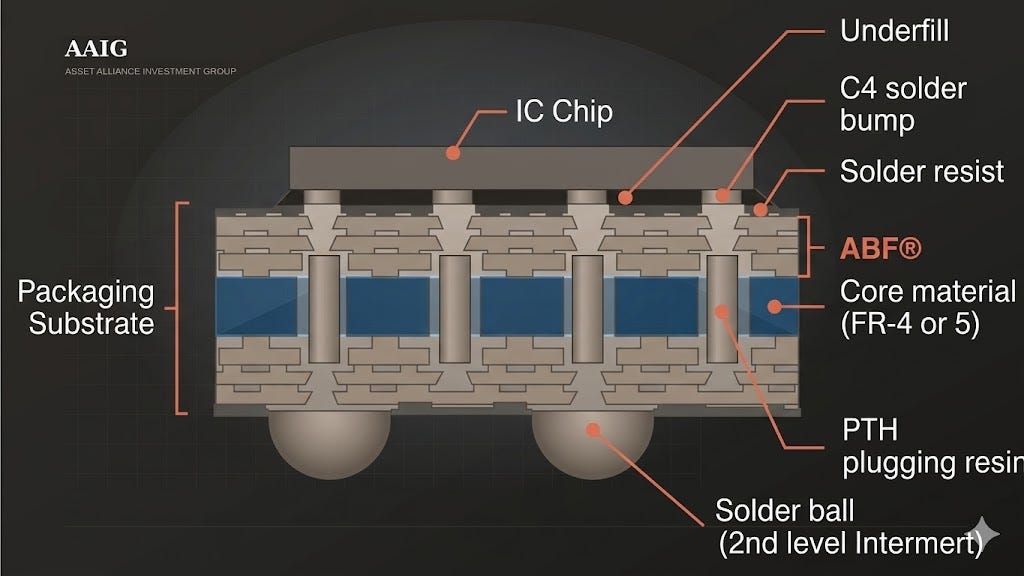 AAIG
ASSET ALLIANCE INVESTMENT GROUP
Underfill
C4 solder
bump
IC Chip
Solder resist
ABF®
Packaging
Substrate
Core material
(FR-4 or 5)
PTH
plugging resin
Solder ball
(2nd level Intermert)